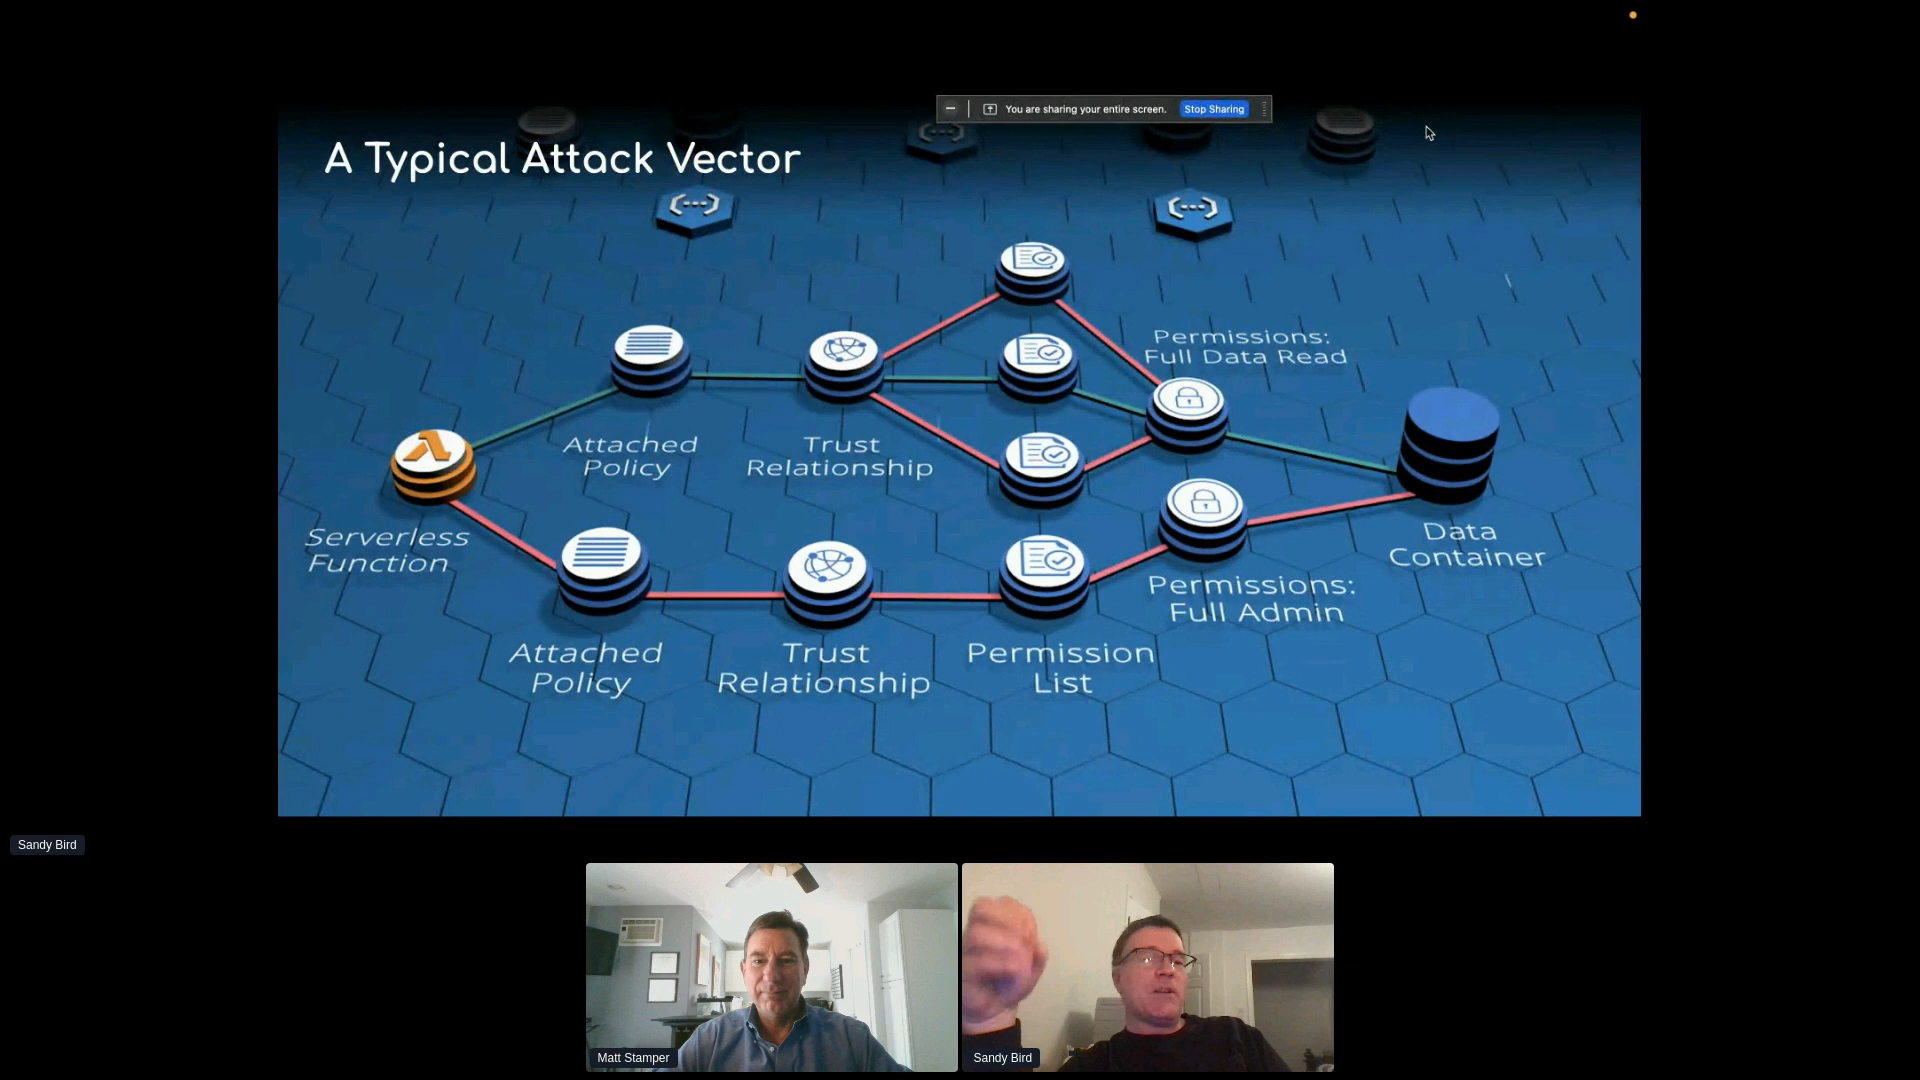 You are sharing your entire screen.
Stop Sharing
A Typical Attack Vector
Permissions:
Full Data Read
Attached
Policy
Trust
Relationship
Serverless
Function
Data
Container
Permissions:
Full Admin
Attached
Policy
Trust
Relationship
Permission
List
Sandy Bird
Matt Stamper
Sandy Bird